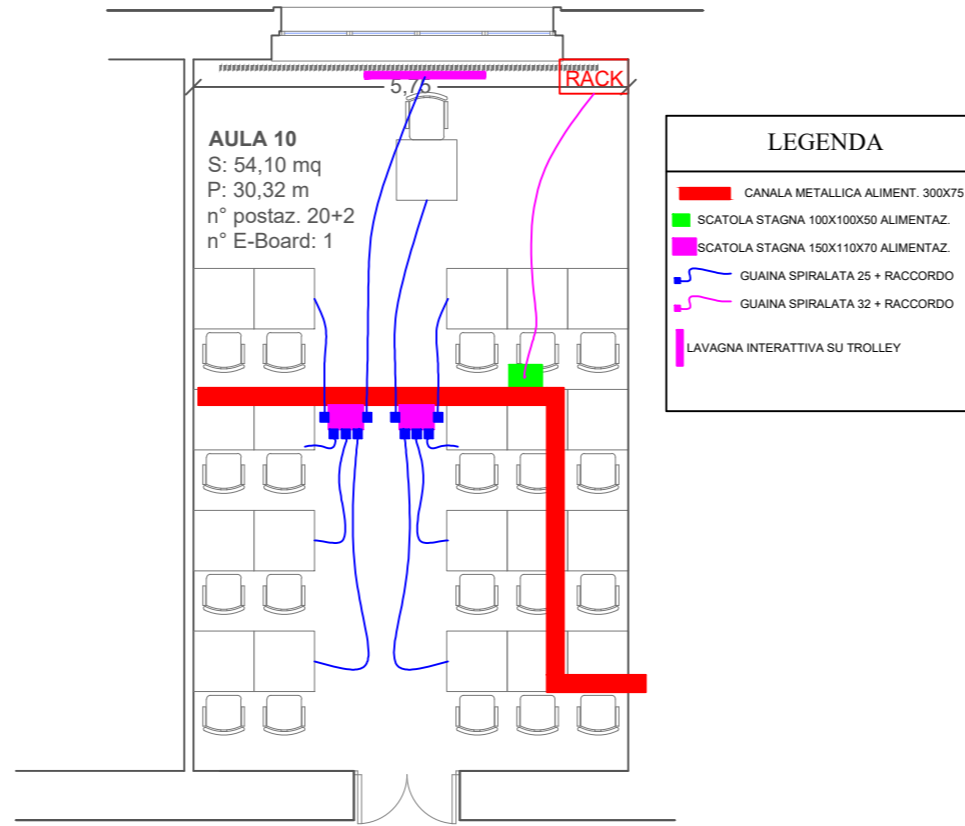 RACK
5,75
AULA 10
S: 54,10 mq
P: 30,32 m
n° postaz. 20+2
n° E-Board: 1
LEGENDA
CANALA METALLICA ALIMENT. 300X75
SCATOLA STAGNA 100X100X50 ALIMENTAZ.
SCATOLA STAGNA 150X110X70 ALIMENTAZ.
GUAINA SPIRALATA 25 + RACCORDO
GUAINA SPIRALATA 32 + RACCORDO
LAVAGNA INTERATTIVA SU TROLLEY